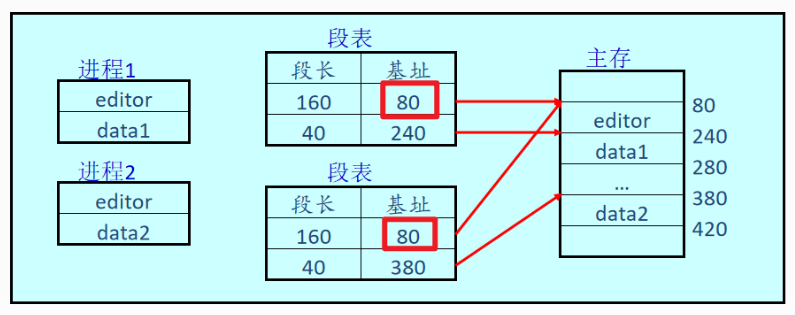 进程1
editor
data1
进程2
editor
data2
段表
段长 基址
160 80
40 240
段表
段长 基址
160 80
40 380
主存
80
editor
240
data1
280
...
380
data2
420